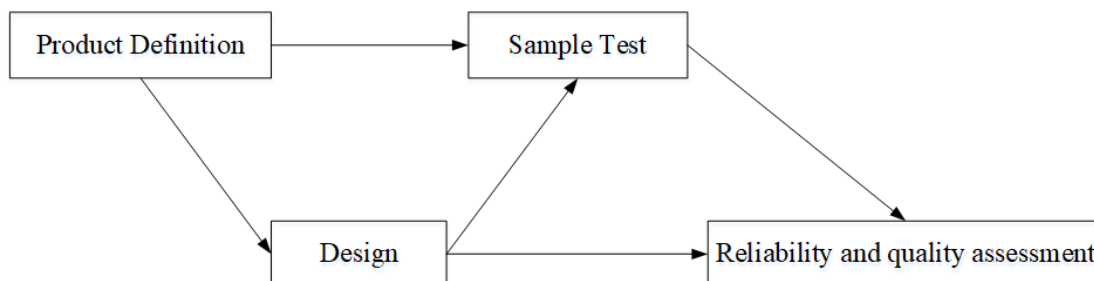 Product Definition
Sample Test
Design
Reliability and quality assessment